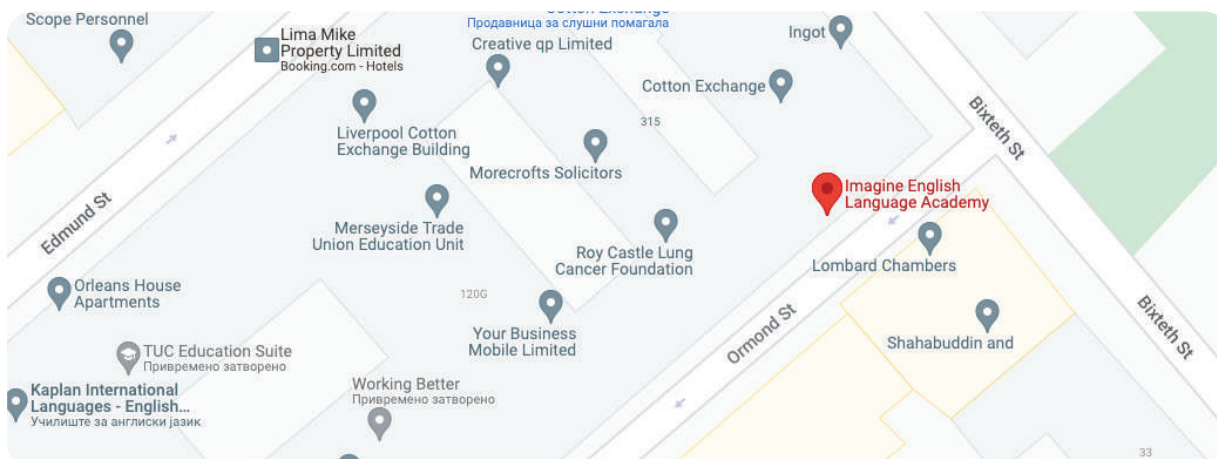 Scope Personnel
Lima Mike
Property Limited
Booking.com - Hotels
Cotton Exchange
Продавница за слушни помагала
Creative qp Limited
Ingot
Cotton Exchange
Bixteth St
Liverpool Cotton
Exchange Building
315
Morecrofts Solicitors
Imagine English
Language Academy
Edmund St
Merseyside Trade
Union Education Unit
Roy Castle Lung
Cancer Foundation
Lombard Chambers
Orleans House
Apartments
120G
Your Business
Mobile Limited
Ormond St
Shahabuddin and
Bixteth St
TUC Education Suite
Привремено затворено
Kaplan International
Languages - English...
Училиште за англиски јазик
Working Better
Привремено затворено
33